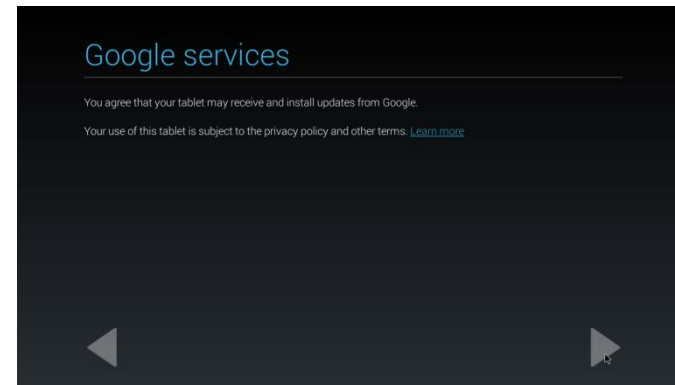 Google services
You agree that your tablet may receive and install updates from Google.
Your use of this tablet is subject to the privacy policy and other terms. Learn more